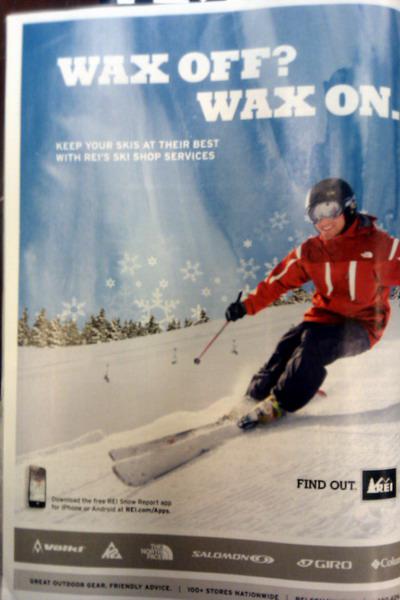 WAX OFF?
WAX ON.
KEEP YOUR SKIS AT THEIR BEST
WITH REI'S SKI SHOP SERVICES
FIND OUT. REI
Download the free REI Snow Report app
for iPhone or Android at REI.com/Apps.
Völkl K2 THE NORTH FACE SALOMON GIRO Colu
GREAT OUTDOOR GEAR. FRIENDLY ADVICE. | 100+ STORES NATIONWIDE |